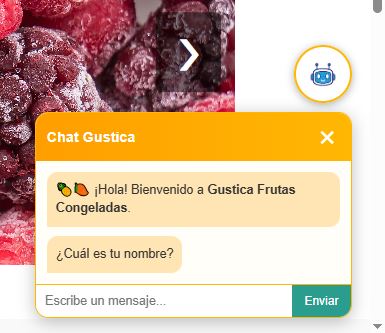 Chat Gustica
🍍🥭 ¡Hola! Bienvenido a Gustica Frutas
Congeladas.
¿Cuál es tu nombre?
Escribe un mensaje...
Enviar